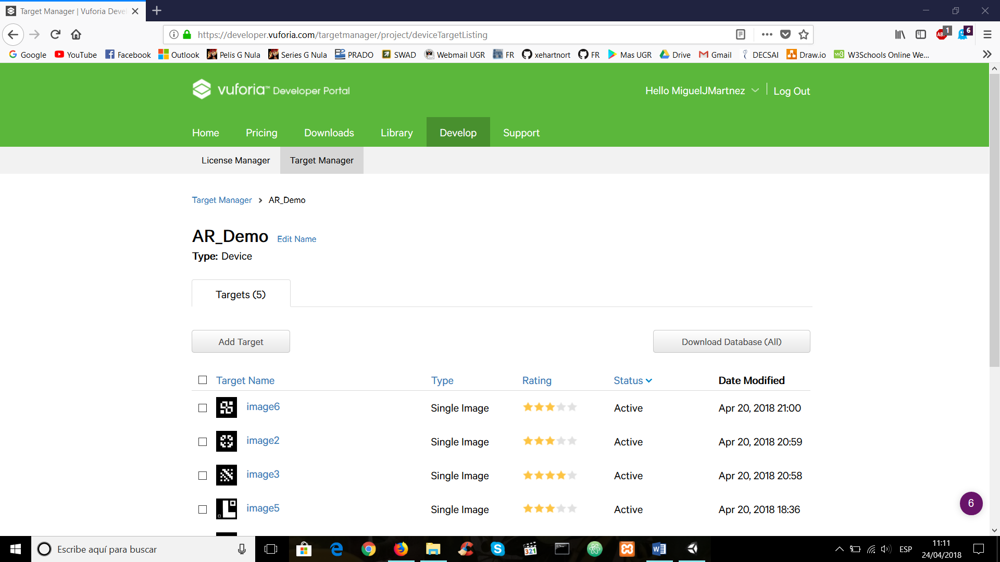 Target Manager | Vuforia Devel
https://developer.vuforia.com/targetmanager/project/deviceTargetListing
ABP 1 6
Google YouTube Facebook Outlook Pelis G Nula Series G Nula PRADO SWAD Webmail UGR FR xehartnort FR Mas UGR Drive Gmail DECSAI Draw.io W3Schools Online We...
vuforia™ Developer Portal
Hello MiguelJMartnez Log Out
Home Pricing Downloads Library Develop Support
License Manager Target Manager
Target Manager > AR_Demo
AR_Demo Edit Name
Type: Device
Targets (5)
Add Target Download Database (All)
Target Name Type Rating Status Date Modified
image6 Single Image Active Apr 20, 2018 21:00
image2 Single Image Active Apr 20, 2018 20:59
image3 Single Image Active Apr 20, 2018 20:58
image5 Single Image Active Apr 20, 2018 18:36
6
Escribe aquí para buscar
321
ESP
11:11
24/04/2018